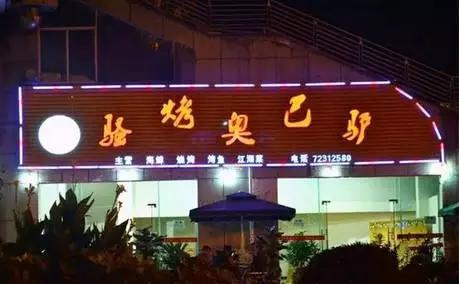 骚烤奥巴驴
主营 海鲜 烧烤 烤鱼 江湖菜 电话 72312580